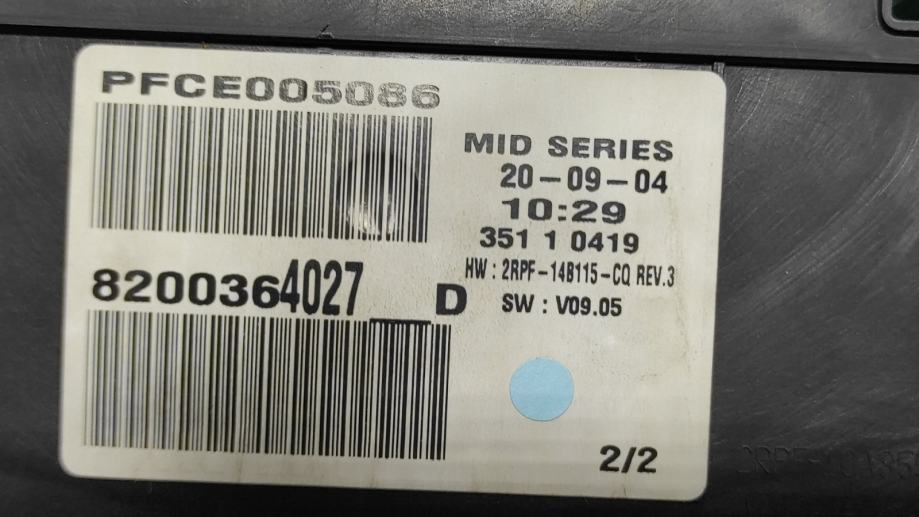 PFCE005086
MID SERIES
20-09-04
10:29
351 1 0419
HW : 2RPF-14B115-CQ REV.3
SW : V09.05
8200364027__D
2/2